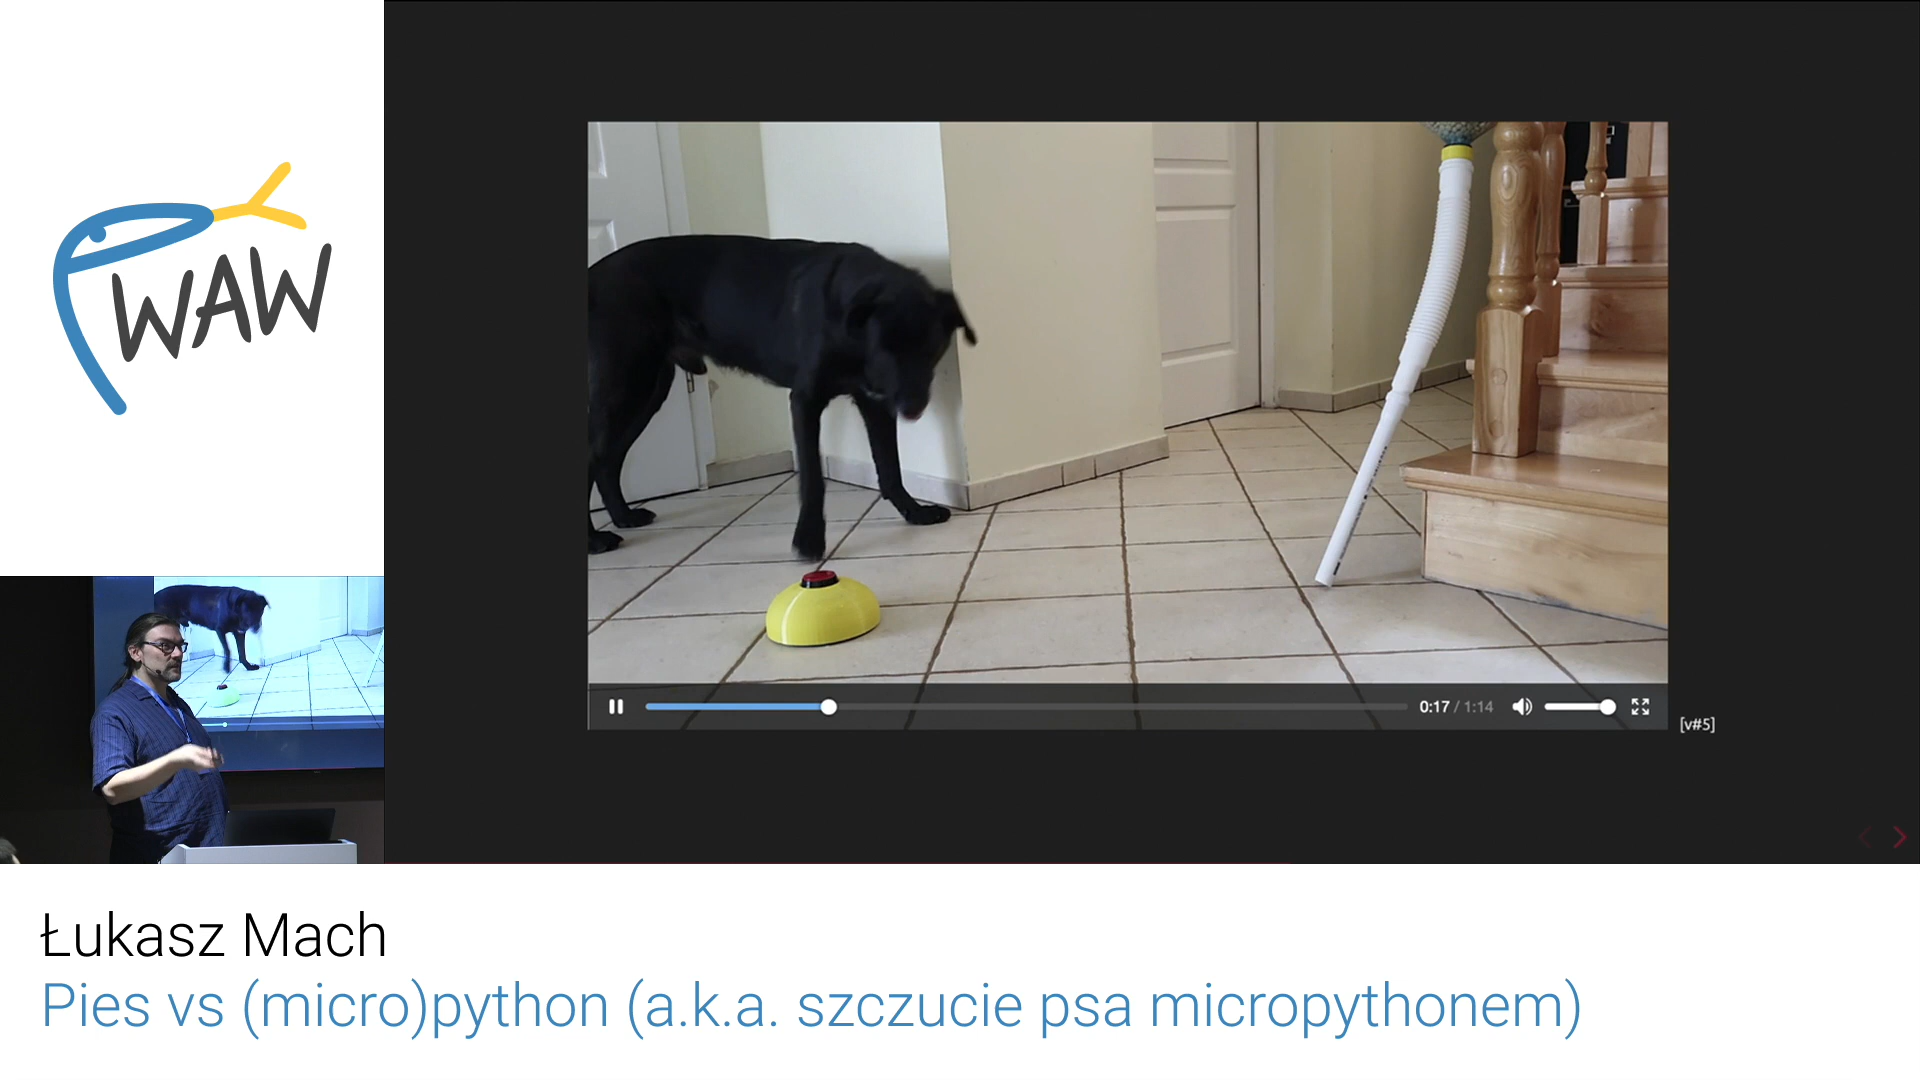 WAW
0:17 / 1:14
[v#5]
Łukasz Mach
Pies vs (micro)python (a.k.a. szczucie psa micropythonem)